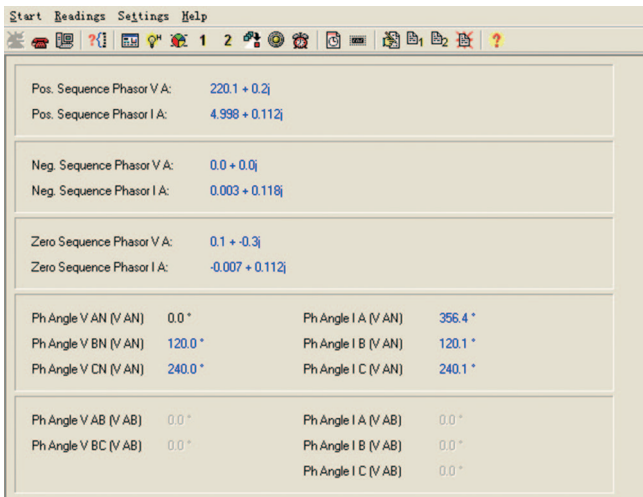 Start Readings Settings Help
?{} H 1 2 1 2 ?
Pos. Sequence Phasor V A: 220.1 + 0.2j
Pos. Sequence Phasor I A: 4.998 + 0.112j
Neg. Sequence Phasor V A: 0.0 + 0.0j
Neg. Sequence Phasor I A: 0.003 + 0.118j
Zero Sequence Phasor V A: 0.1 + -0.3j
Zero Sequence Phasor I A: -0.007 + 0.112j
Ph Angle V AN (V AN) 0.0 ° Ph Angle I A (V AN) 356.4 °
Ph Angle V BN (V AN) 120.0 ° Ph Angle I B (V AN) 120.1 °
Ph Angle V CN (V AN) 240.0 ° Ph Angle I C (V AN) 240.1 °
Ph Angle V AB (V AB) 0.0 ° Ph Angle I A (V AB) 0.0 °
Ph Angle V BC (V AB) 0.0 ° Ph Angle I B (V AB) 0.0 °
Ph Angle I C (V AB) 0.0 °